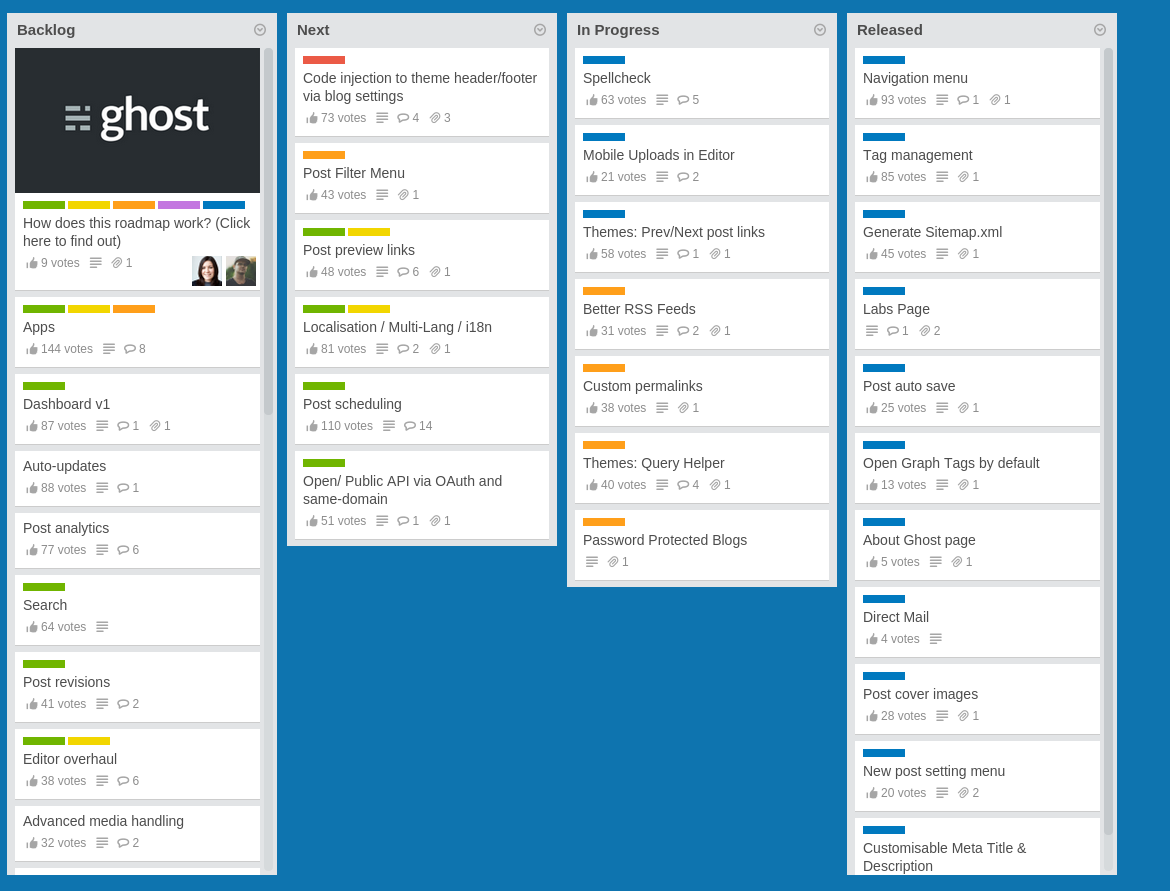 Backlog
ghost
How does this roadmap work? (Click
here to find out)
9 votes 1
Apps
144 votes 8
Dashboard v1
87 votes 1 1
Auto-updates
88 votes 1
Post analytics
77 votes 6
Search
64 votes
Post revisions
41 votes 2
Editor overhaul
38 votes 6
Advanced media handling
32 votes 2
Next
Code injection to theme header/footer
via blog settings
73 votes 4 3
Post Filter Menu
43 votes 1
Post preview links
48 votes 6 1
Localisation / Multi-Lang / i18n
81 votes 2 1
Post scheduling
110 votes 14
Open/ Public API via OAuth and
same-domain
51 votes 1 1
In Progress
Spellcheck
63 votes 5
Mobile Uploads in Editor
21 votes 2
Themes: Prev/Next post links
58 votes 1 1
Better RSS Feeds
31 votes 2 1
Custom permalinks
38 votes 1
Themes: Query Helper
40 votes 4 1
Password Protected Blogs
1
Released
Navigation menu
93 votes 1 1
Tag management
85 votes 1
Generate Sitemap.xml
45 votes 1
Labs Page
1 2
Post auto save
25 votes 1
Open Graph Tags by default
13 votes 1
About Ghost page
5 votes 1
Direct Mail
4 votes
Post cover images
28 votes 1
New post setting menu
20 votes 2
Customisable Meta Title &
Description